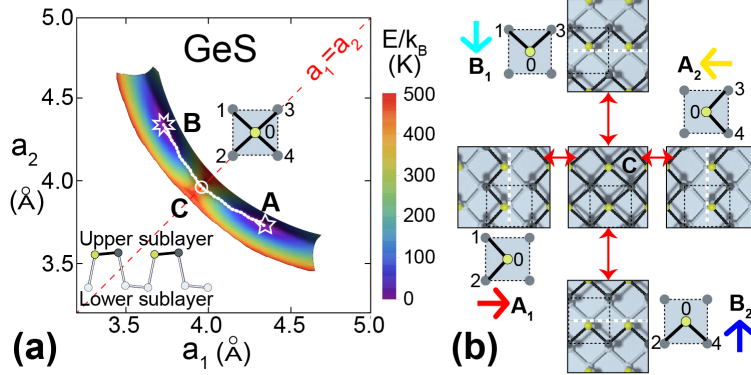 GeS
a₁=a₂
E/k_B
(K)
500
400
300
200
100
0
5.0
4.5
4.0
3.5
a₂
(Å)
B
C
A
1
3
0
2
4
Upper sublayer
Lower sublayer
3.5
4.0
4.5
5.0
a₁(Å)
(a)
B₁
1
3
0
A₂
3
0
4
C
1
0
2
A₁
0
2
4
B₂
(b)